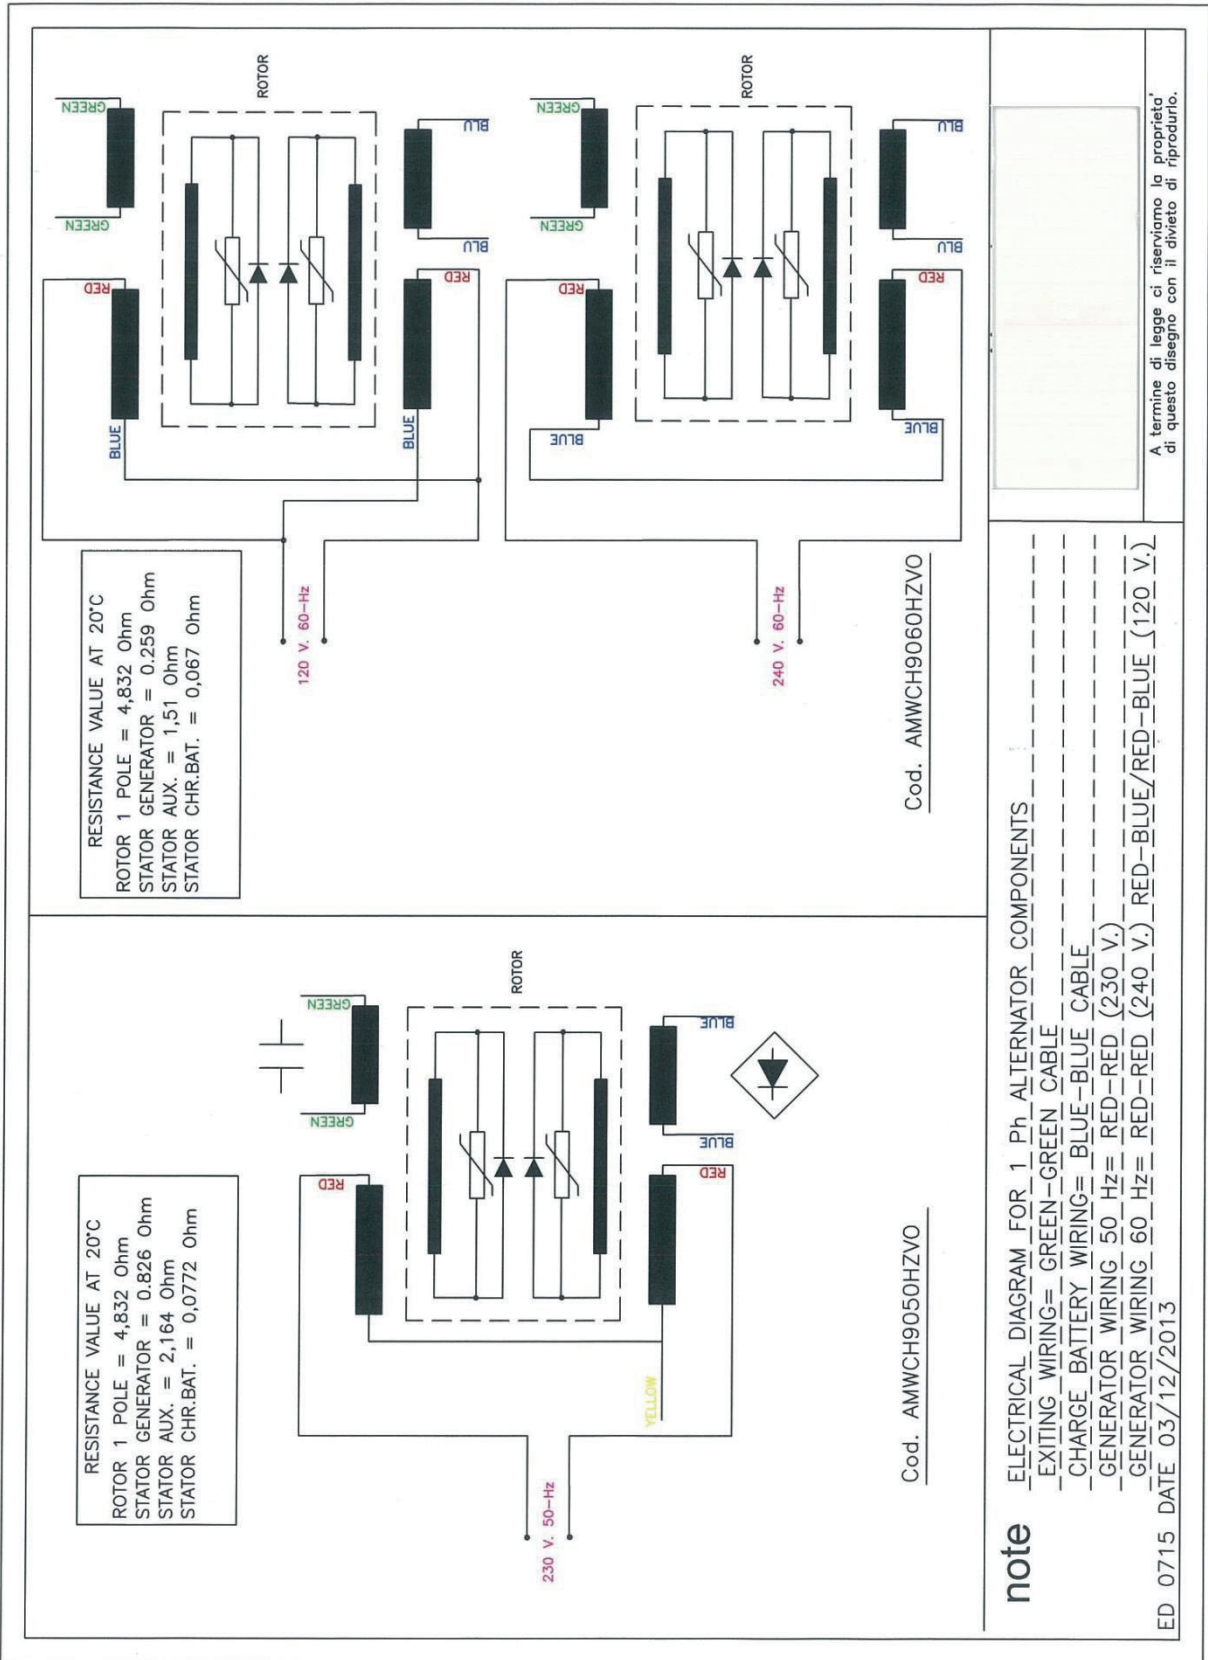 RESISTANCE VALUE AT 20°C
ROTOR 1 POLE = 4,832 Ohm
STATOR GENERATOR = 0.826 Ohm
STATOR AUX. = 2,164 Ohm
STATOR CHR.BAT. = 0,0772 Ohm
230 V. 50-Hz
YELLOW
RED
RED
GREEN
GREEN
BLUE
BLUE
ROTOR
Cod. AMWCH9050HZVO
RESISTANCE VALUE AT 20°C
ROTOR 1 POLE = 4,832 Ohm
STATOR GENERATOR = 0.259 Ohm
STATOR AUX. = 1,51 Ohm
STATOR CHR.BAT. = 0,067 Ohm
120 V. 60-Hz
BLUE
RED
GREEN
GREEN
ROTOR
BLUE
RED
BLU
BLU
240 V. 60-Hz
BLUE
RED
GREEN
GREEN
ROTOR
BLUE
RED
BLU
BLU
Cod. AMWCH9060HZVO
note
ELECTRICAL DIAGRAM FOR 1 Ph ALTERNATOR COMPONENTS
EXITING WIRING= GREEN-GREEN CABLE
CHARGE BATTERY WIRING= BLUE-BLUE CABLE
GENERATOR WIRING 50 Hz= RED-RED (230 V.)
GENERATOR WIRING 60 Hz= RED-RED (240 V.) RED-BLUE/RED-BLUE (120 V.)
ED 0715 DATE 03/12/2013
A termine di legge ci riserviamo la proprieta'
di questo disegno con il divieto di riprodurlo.